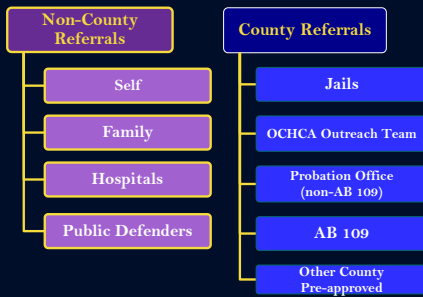 Non-County
Referrals
Self
Family
Hospitals
Public Defenders
County Referrals
Jails
OCHCA Outreach Team
Probation Office
(non-AB 109)
AB 109
Other County
Pre-approved